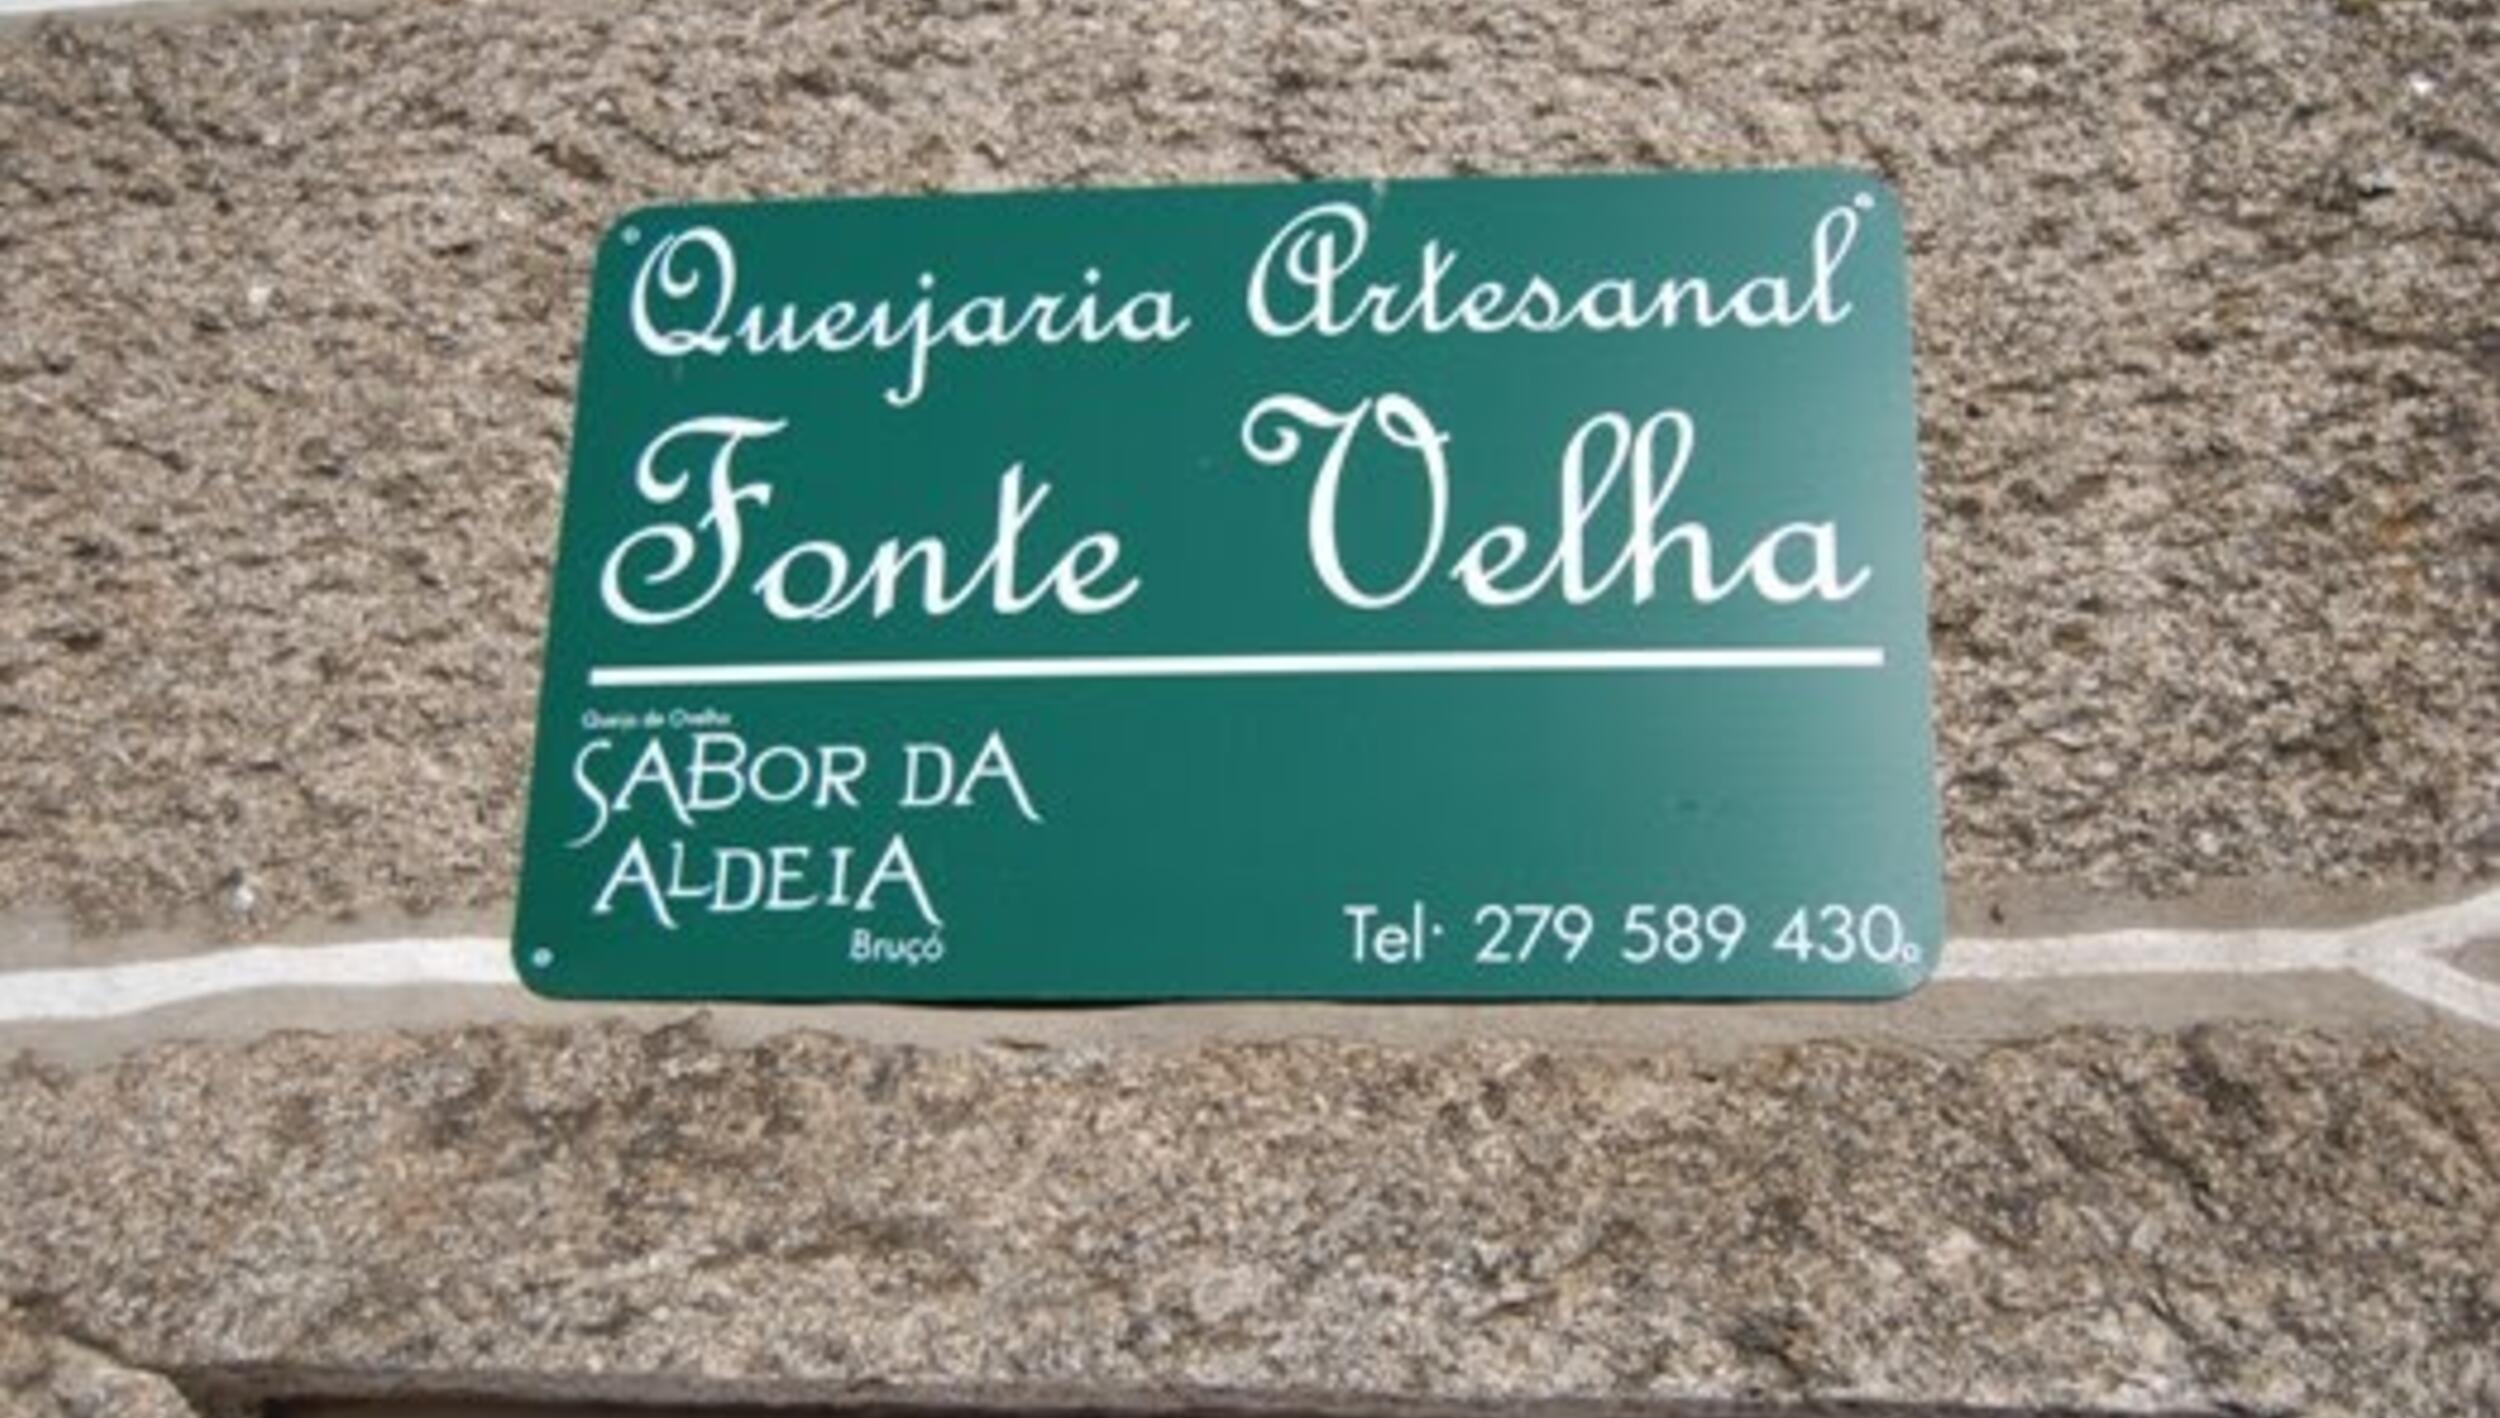 Queijaria Artesanal
Fonte Velha
Queijo de Ovelha
SABOR DA
ALDEIA
Bruçó
Tel. 279 589 430